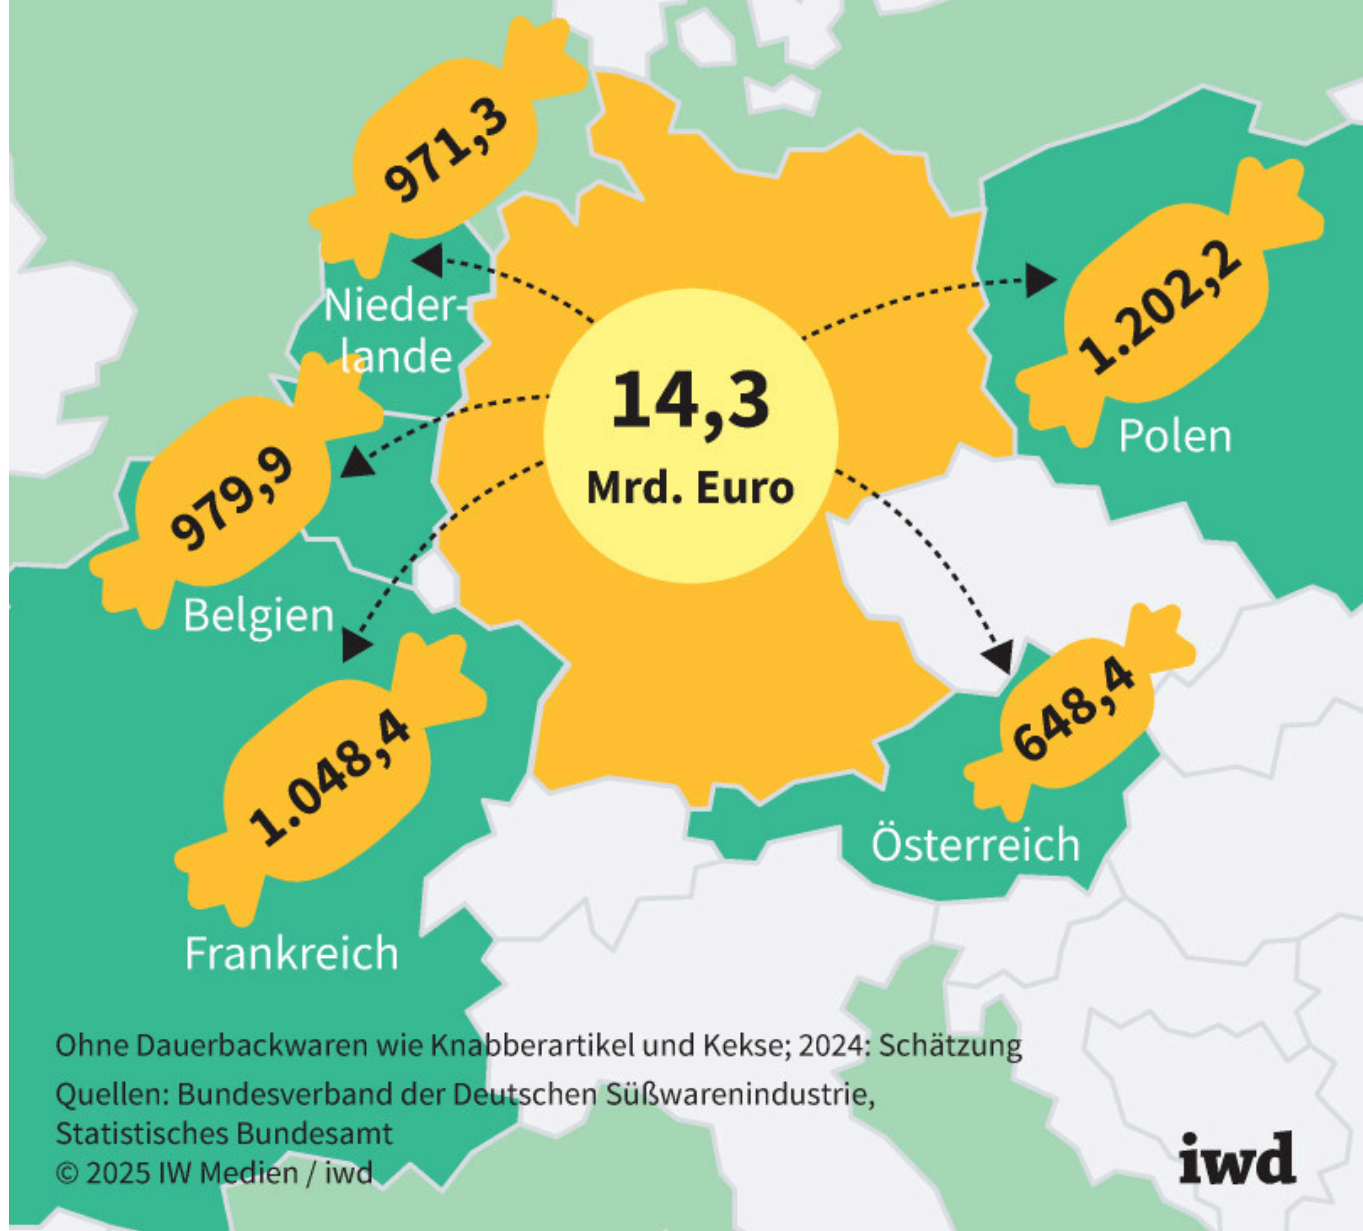 971,3
Nieder-
lande
1.202,2
Polen
14,3
Mrd. Euro
979,9
Belgien
648,4
Österreich
1.048,4
Frankreich
Ohne Dauerbackwaren wie Knabberartikel und Kekse; 2024: Schätzung
Quellen: Bundesverband der Deutschen Süßwarenindustrie,
Statistisches Bundesamt
© 2025 IW Medien / iwd
iwd